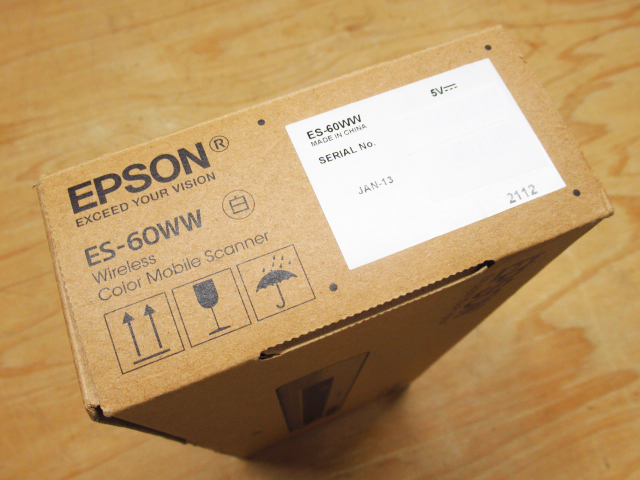 EPSON®
EXCEED YOUR VISION
ES-60WW 白
Wireless
Color Mobile Scanner
ES-60WW
MADE IN CHINA
5V⎓
SERIAL No.
JAN-13
2112